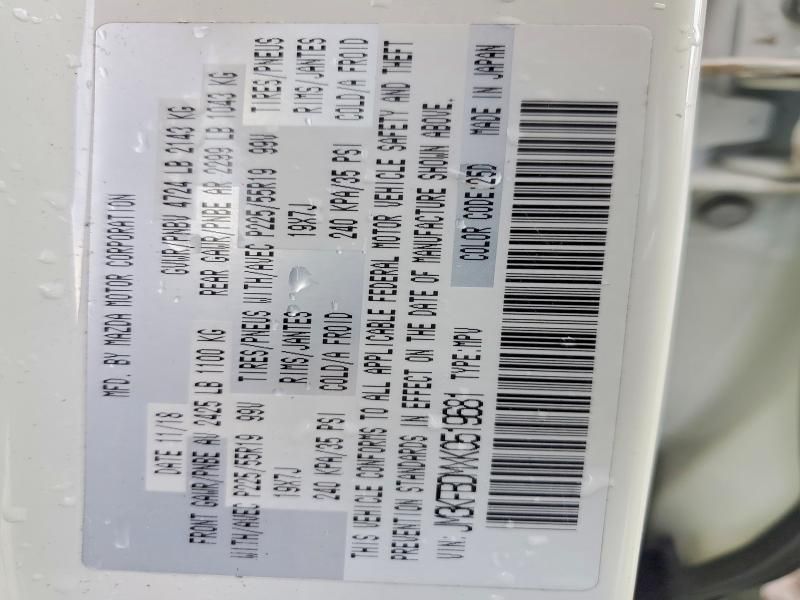 MFD. BY MAZDA MOTOR CORPORATION
DATE 11/18 GVWR/PNBV 4724 LB 2143 KG
FRONT GAWR/PNBE AV 2425 LB 1100 KG REAR GAWR/PNBE AR 2299 LB 1043 KG
WITH/AVEC P225/55R19 99V TIRES/PNEUS WITH/AVEC P225/55R19 99V TIRES/PNEUS
19X7J RIMS/JANTES 19X7J RIMS/JANTES
240 KPA/35 PSI COLD/A FROID 240 KPA/35 PSI COLD/A FROID
THIS VEHICLE CONFORMS TO ALL APPLICABLE FEDERAL MOTOR VEHICLE SAFETY AND THEFT
PREVENTION STANDARDS IN EFFECT ON THE DATE OF MANUFACTURE SHOWN ABOVE.
VIN: JM3KFBDMXK0519681 TYPE:MPV COLOR CODE:25D MADE IN JAPAN